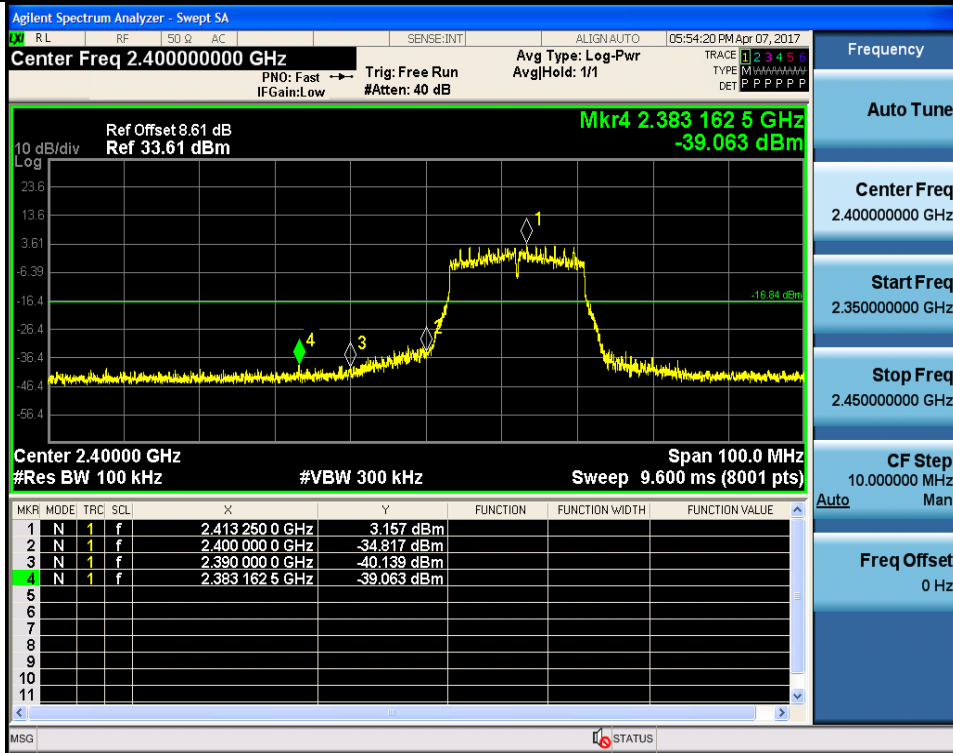 Agilent Spectrum Analyzer - Swept SA
LXI RL RF 50 Ω AC SENSE:INT ALIGN AUTO 05:54:20 PM Apr 07, 2017
Center Freq 2.400000000 GHz
PNO: Fast
IFGain:Low
Trig: Free Run
#Atten: 40 dB
Avg Type: Log-Pwr
Avg|Hold: 1/1
TRACE 1 2 3 4 5 6
TYPE M
DET P P P P P P
Mkr4 2.383 162 5 GHz
-39.063 dBm
Ref Offset 8.61 dB
10 dB/div Ref 33.61 dBm
Log
23.6
13.6
3.61
-6.39
-16.4
-26.4
-36.4
-46.4
-56.4
1
-16.84 dBm
2
3
4
Center 2.40000 GHz Span 100.0 MHz
#Res BW 100 kHz #VBW 300 kHz Sweep 9.600 ms (8001 pts)
MKR MODE TRC SCL X Y FUNCTION FUNCTION WIDTH FUNCTION VALUE
1 N 1 f 2.413 250 0 GHz 3.157 dBm
2 N 1 f 2.400 000 0 GHz -34.817 dBm
3 N 1 f 2.390 000 0 GHz -40.139 dBm
4 N 1 f 2.383 162 5 GHz -39.063 dBm
5
6
7
8
9
10
11
MSG STATUS
Frequency
Auto Tune
Center Freq
2.400000000 GHz
Start Freq
2.350000000 GHz
Stop Freq
2.450000000 GHz
CF Step
10.000000 MHz
Auto Man
Freq Offset
0 Hz